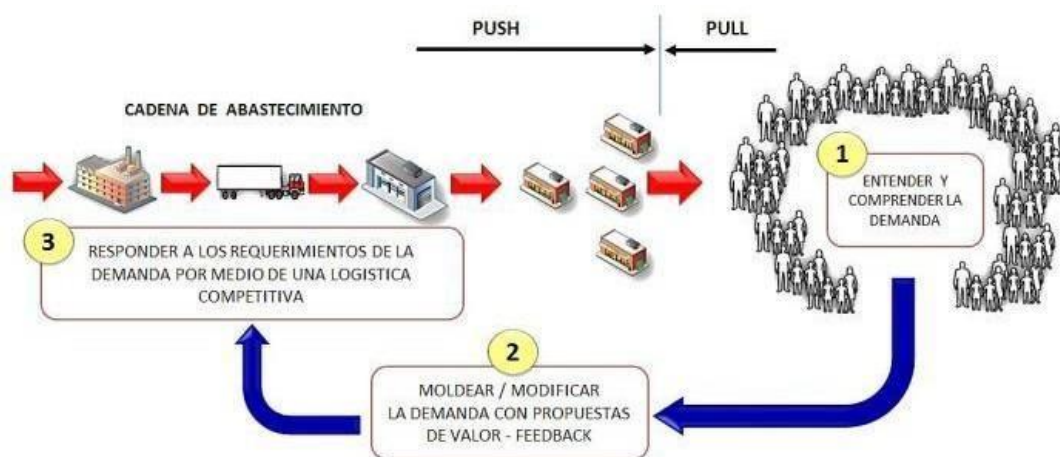 PUSH
PULL
CADENA DE ABASTECIMIENTO
1
ENTENDER Y
COMPRENDER LA
DEMANDA
3
RESPONDER A LOS REQUERIMIENTOS DE LA
DEMANDA POR MEDIO DE UNA LOGISTICA
COMPETITIVA
2
MOLDEAR / MODIFICAR
LA DEMANDA CON PROPUESTAS
DE VALOR - FEEDBACK